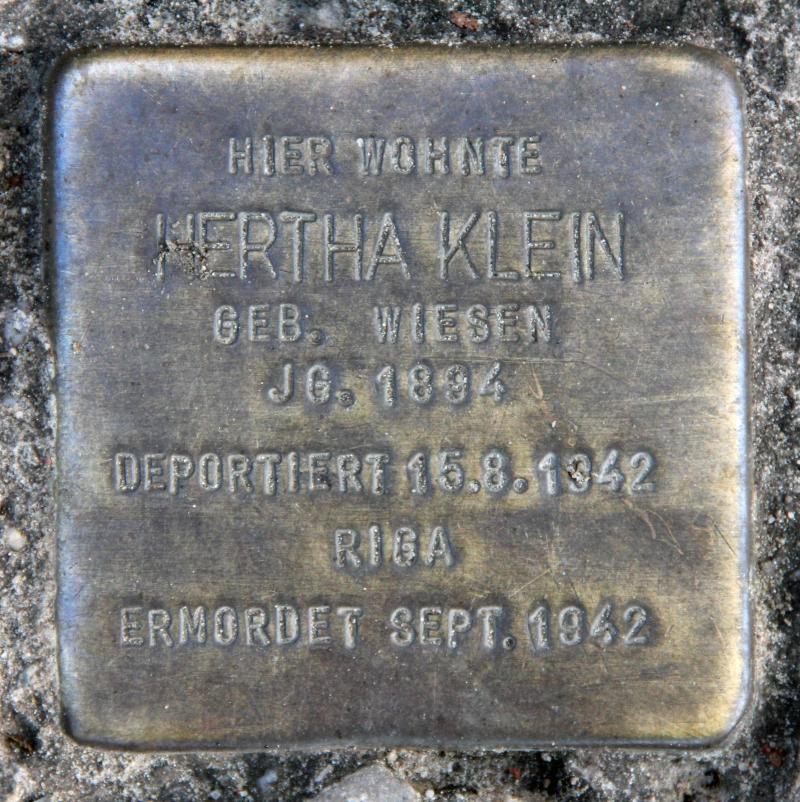 HIER WOHNTE
HERTHA KLEIN
GEB. WIESEN
JG. 1894
DEPORTIERT 15.8.1942
RIGA
ERMORDET SEPT. 1942